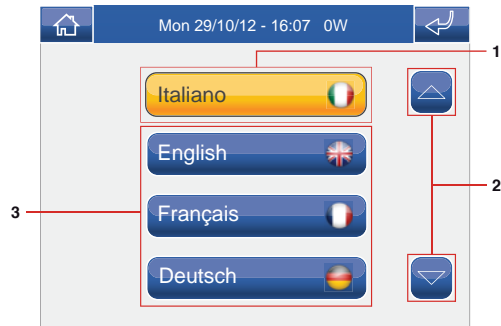 Mon 29/10/12 - 16:07 0W
1
Italiano
English
2
3
Français
Deutsch